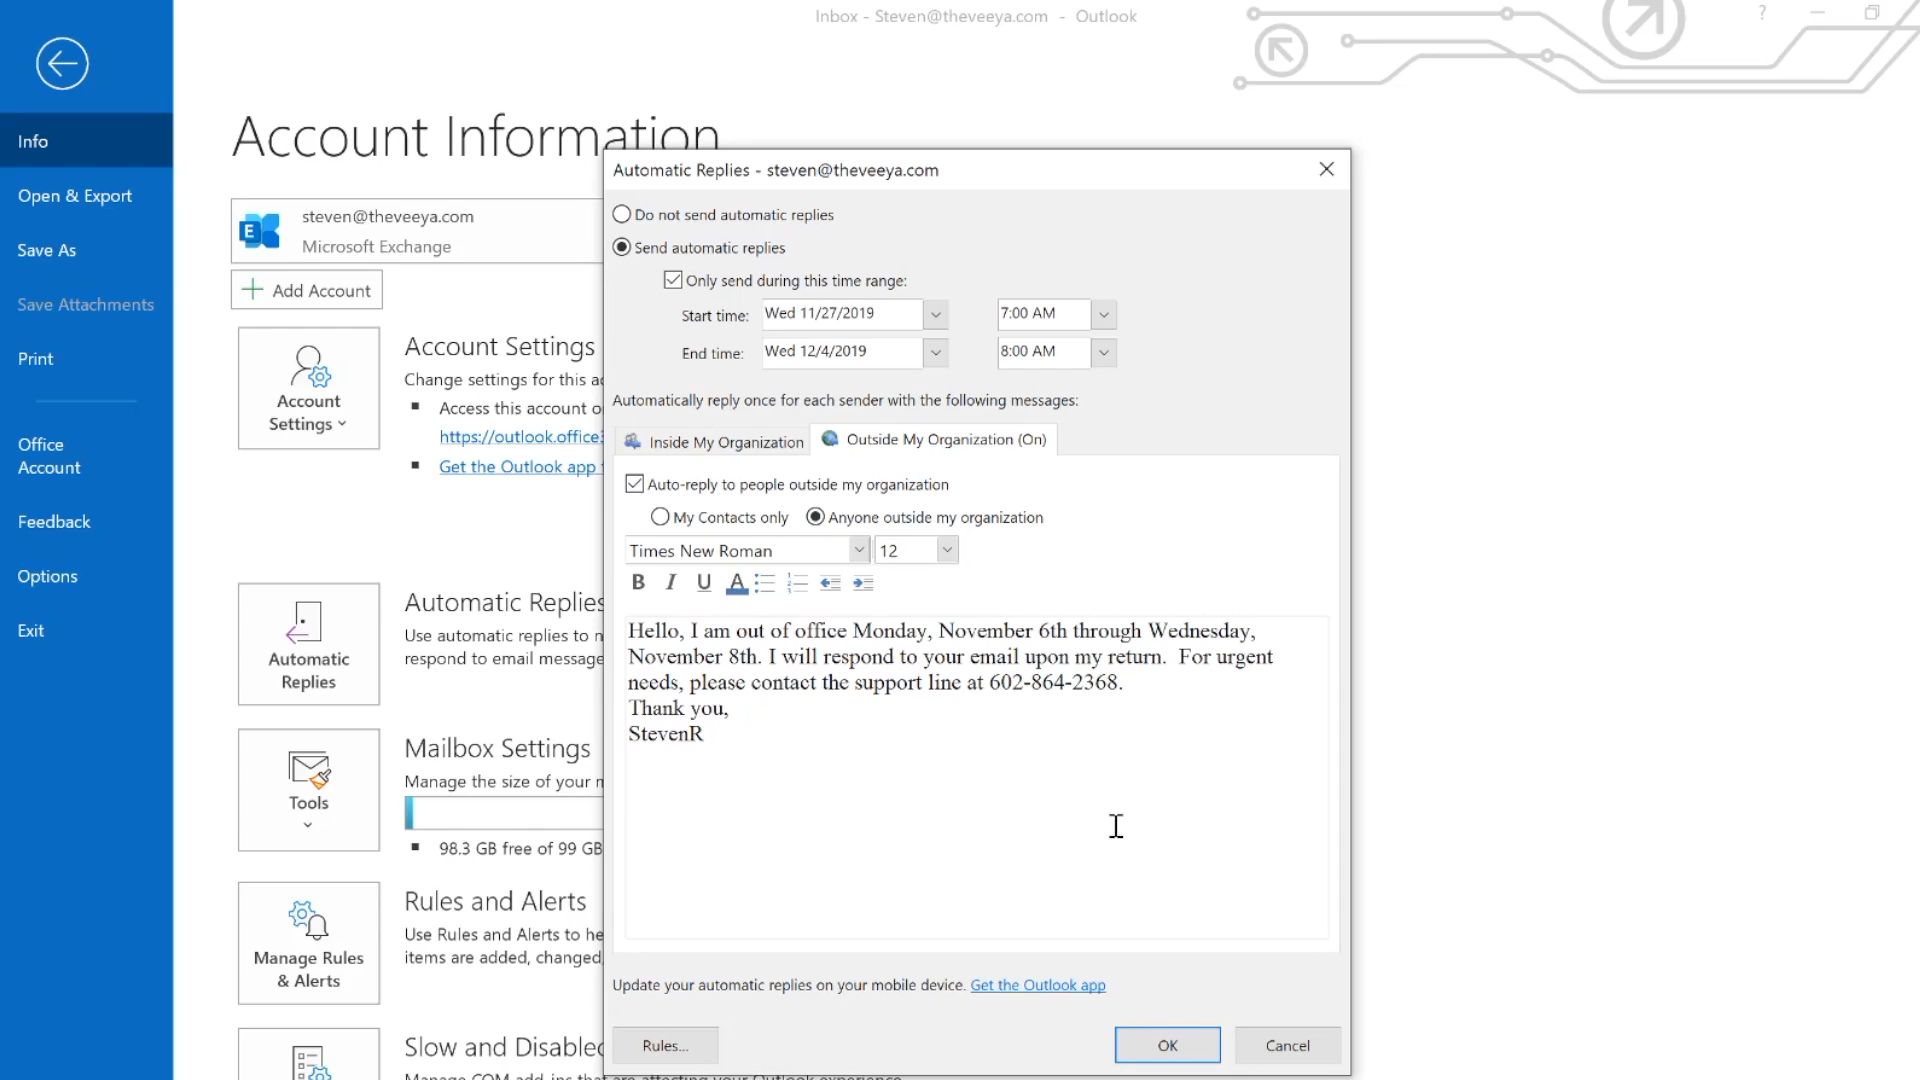 Inbox - Steven@theveeya.com - Outlook
?
Info
Open & Export
Save As
Save Attachments
Print
Office
Account
Feedback
Options
Exit
Account Information
steven@theveeya.com
Microsoft Exchange
Add Account
Account
Settings
Account Settings
Change settings for this a
Access this account o
https://outlook.office
Get the Outlook app
Automatic
Replies
Automatic Replies
Use automatic replies to n
respond to email message
Tools
Mailbox Settings
Manage the size of your
98.3 GB free of 99 GB
Manage Rules
& Alerts
Rules and Alerts
Use Rules and Alerts to he
items are added, changed,
Slow and Disabled
Automatic Replies - steven@theveeya.com
Do not send automatic replies
Send automatic replies
Only send during this time range:
Start time: Wed 11/27/2019 7:00 AM
End time: Wed 12/4/2019 8:00 AM
Automatically reply once for each sender with the following messages:
Inside My Organization Outside My Organization (On)
Auto-reply to people outside my organization
My Contacts only Anyone outside my organization
Times New Roman 12
B I U A
Hello, I am out of office Monday, November 6th through Wednesday,
November 8th. I will respond to your email upon my return. For urgent
needs, please contact the support line at 602-864-2368.
Thank you,
StevenR
Update your automatic replies on your mobile device. Get the Outlook app
Rules... OK Cancel